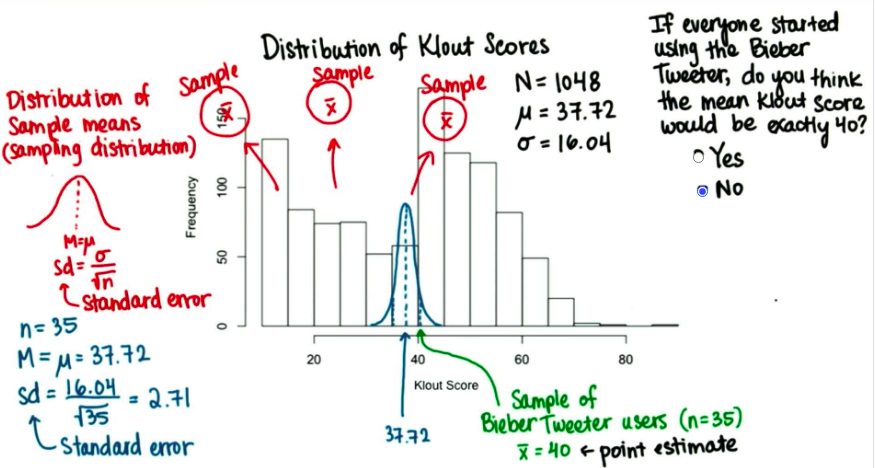 Distribution of Klout Scores
If everyone started
using the Bieber
Tweeter, do you think
the mean Klout Score
would be exactly 40?
Yes
No
N = 1048
μ = 37.72
σ = 16.04
Sample
x̄
Sample
x̄
Sample
x̄
Distribution of
Sample means
(sampling distribution)
M=μ
sd = σ/√n
Standard error
n = 35
M = μ = 37.72
sd = 16.04/√35 = 2.71
Standard error
Frequency
150
100
50
0
20
40
60
80
Klout Score
37.72
Sample of
Bieber Tweeter users (n=35)
x̄ = 40 ← point estimate